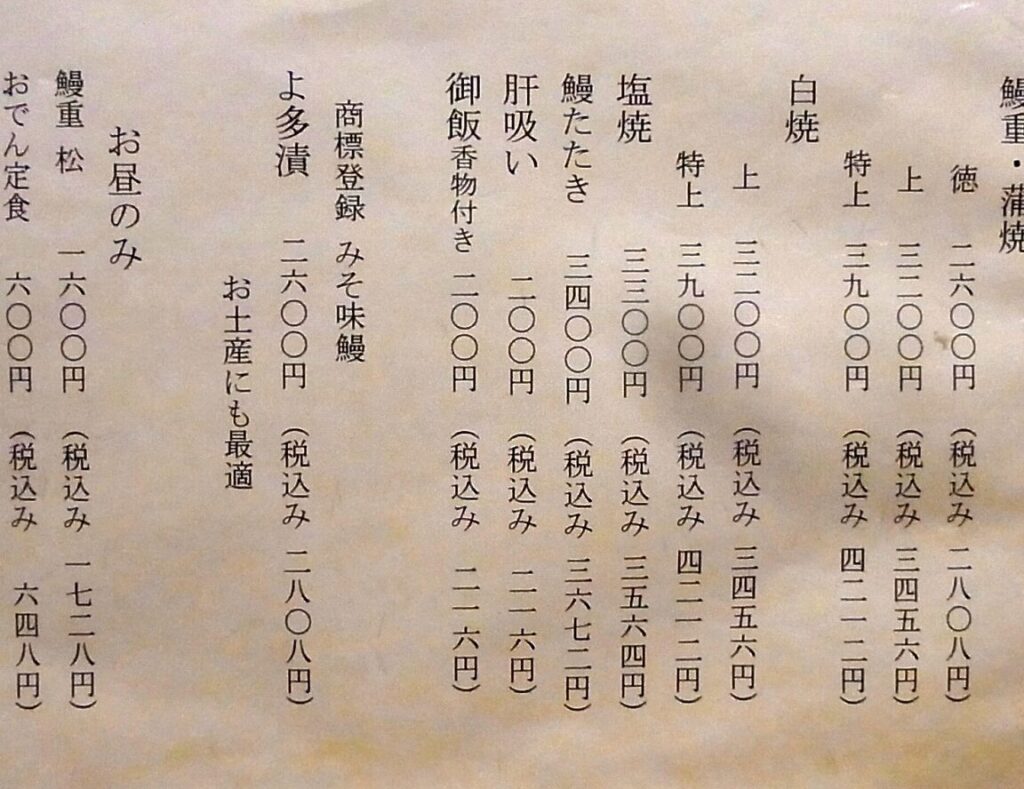 鰻重・蒲焼
徳 二六〇〇円 (税込み 二八〇八円)
上 三二〇〇円 (税込み 三四五六円)
特上 三九〇〇円 (税込み 四二一二円)
白焼
上 三二〇〇円 (税込み 三四五六円)
特上 三九〇〇円 (税込み 四二一二円)
塩焼 三三〇〇円 (税込み 三五六四円)
鰻たたき 三四〇〇円 (税込み 三六七二円)
肝吸い 二〇〇円 (税込み 二一六円)
御飯 香物付き 二〇〇円 (税込み 二一六円)
商標登録 みそ味鰻
よ多漬 二六〇〇円 (税込み 二八〇八円)
お土産にも最適
お昼のみ
鰻重 松 一六〇〇円 (税込み 一七二八円)
おでん定食 六〇〇円 (税込み 六四八円)